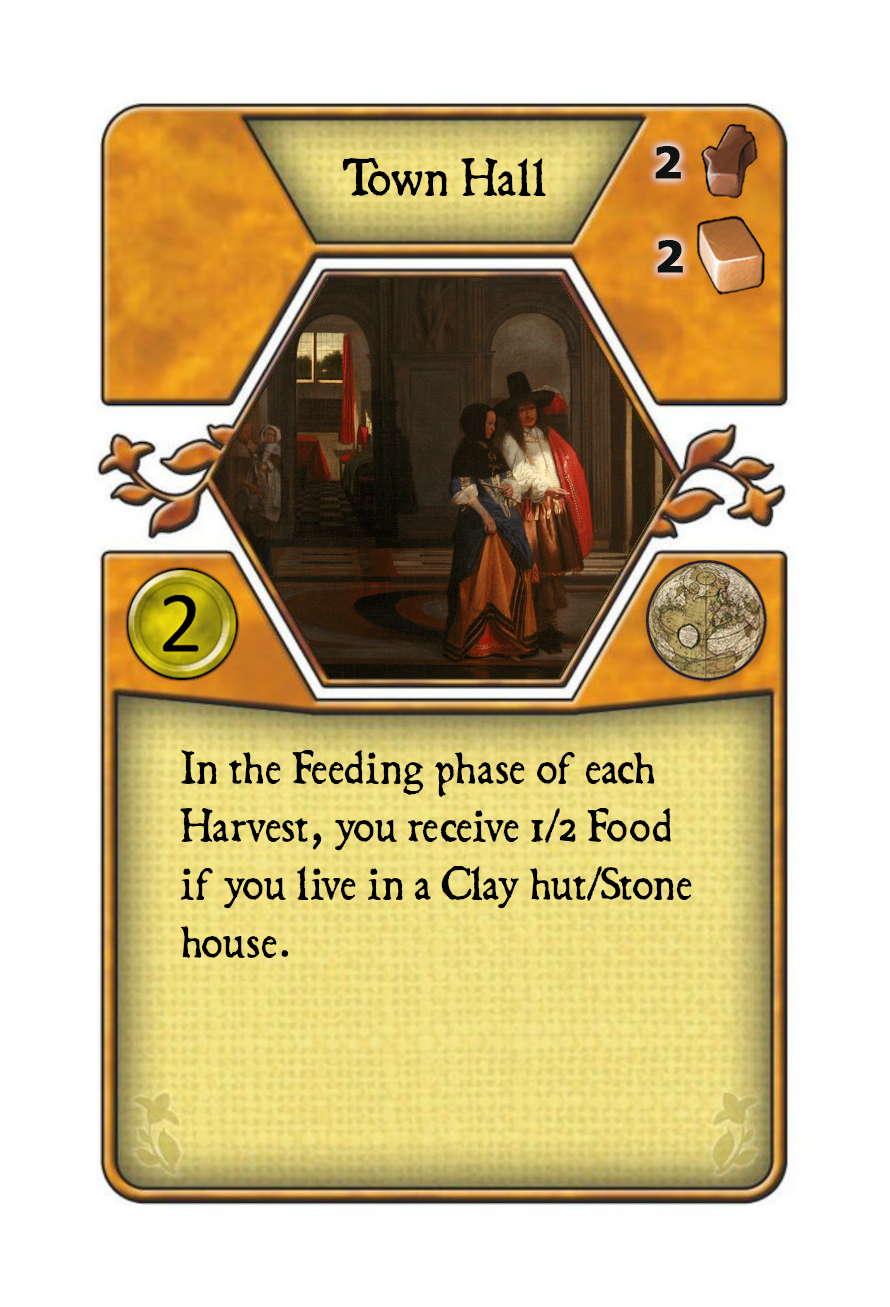 Town Hall
2
2
2
In the Feeding phase of each
Harvest, you receive 1/2 Food
if you live in a Clay hut/Stone
house.